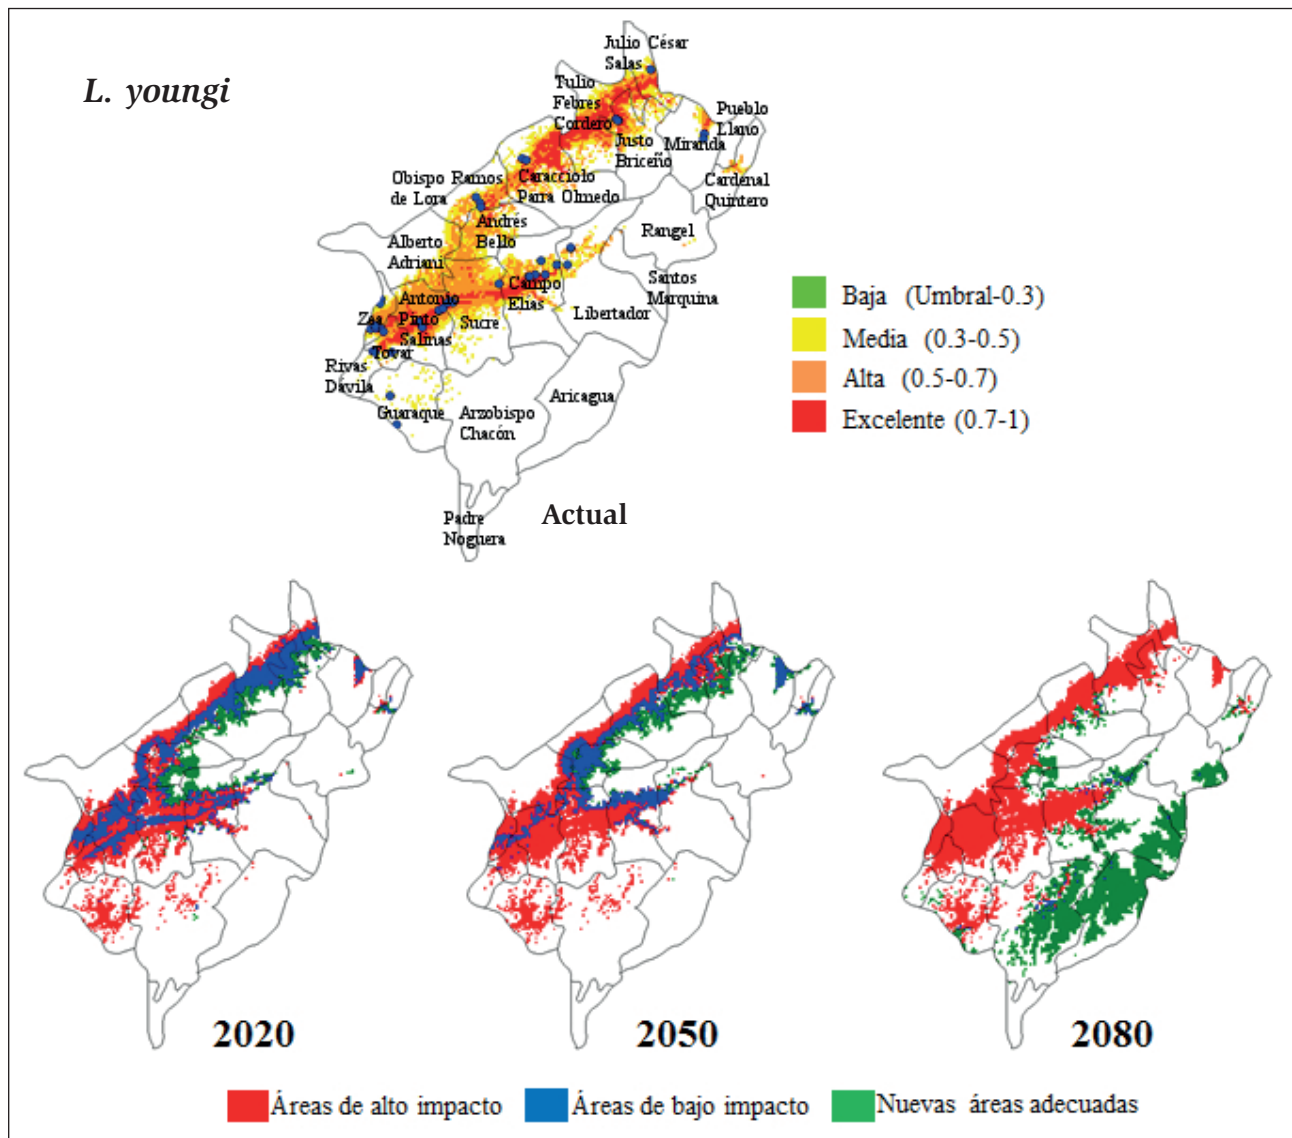 L. youngi
Julio César
Salas
Tulio
Febres
Cordero
Pueblo
Llano
Justo
Briceño
Miranda
Cardenal
Quintero
Obispo Ramos
de Lora
Caracciolo
Parra Olmedo
Andrés
Bello
Rangel
Alberto
Adriani
Santos
Marquina
Campo
Elías
Libertador
Antonio
Pinto
Salinas
Zea
Sucre
Tovar
Rivas
Dávila
Guaraque
Arzobispo
Chacón
Aricagua
Padre
Noguera
Actual
Baja (Umbral-0.3)
Media (0.3-0.5)
Alta (0.5-0.7)
Excelente (0.7-1)
2020
2050
2080
Áreas de alto impacto
Áreas de bajo impacto
Nuevas áreas adecuadas